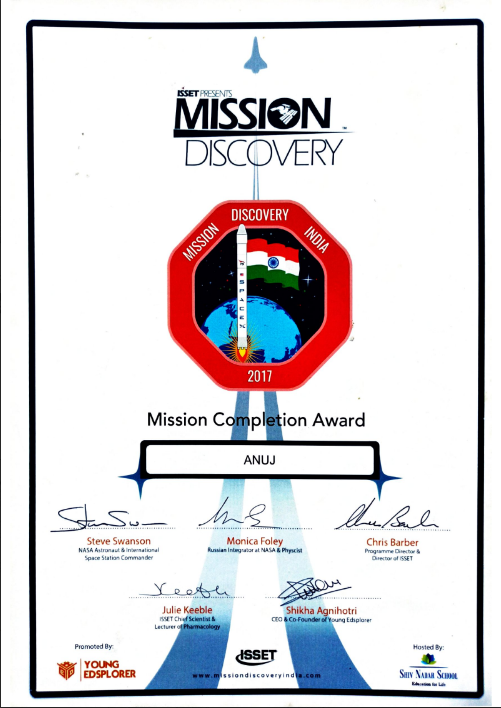 ISSET PRESENTS
MISSION
DISCOVERY
MISSION DISCOVERY INDIA
SPACEX
2017
Mission Completion Award
ANUJ
Steve Swanson
NASA Astronaut & International
Space Station Commander
Monica Foley
Russian Integrator at NASA & Physcist
Chris Barber
Programme Director &
Director of ISSET
Julie Keeble
ISSET Chief Scientist &
Lecturer of Pharmacology
Shikha Agnihotri
CEO & Co-Founder of Young Edsplorer
Promoted By:
YOUNG
EDSPLORER
ISSET
www.missiondiscoveryindia.com
Hosted By:
SHIV NADAR SCHOOL
Education for Life